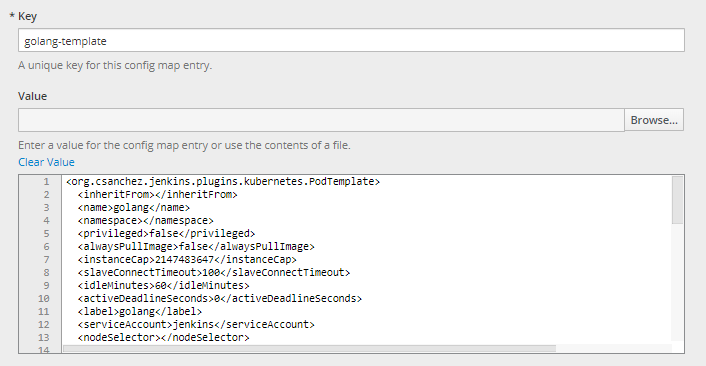 * Key
golang-template
A unique key for this config map entry.
Value
Browse...
Enter a value for the config map entry or use the contents of a file.
Clear Value
1 <org.csanchez.jenkins.plugins.kubernetes.PodTemplate>
2 <inheritFrom></inheritFrom>
3 <name>golang</name>
4 <namespace></namespace>
5 <privileged>false</privileged>
6 <alwaysPullImage>false</alwaysPullImage>
7 <instanceCap>2147483647</instanceCap>
8 <slaveConnectTimeout>100</slaveConnectTimeout>
9 <idleMinutes>60</idleMinutes>
10 <activeDeadlineSeconds>0</activeDeadlineSeconds>
11 <label>golang</label>
12 <serviceAccount>jenkins</serviceAccount>
13 <nodeSelector></nodeSelector>
14